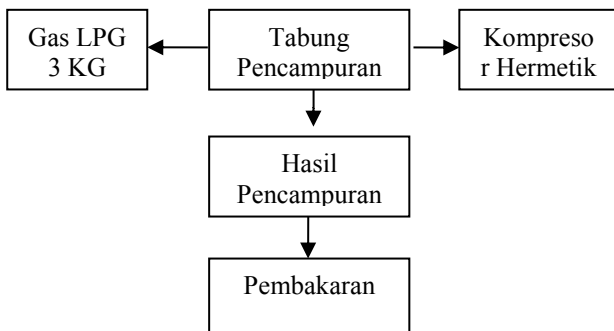 Gas LPG
3 KG
Tabung
Pencampuran
Kompreso
r Hermetik
Hasil
Pencampuran
Pembakaran